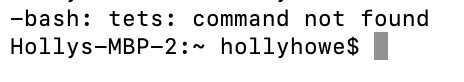 -bash: tets: command not found
Hollys-MBP-2:~ hollyhowe$